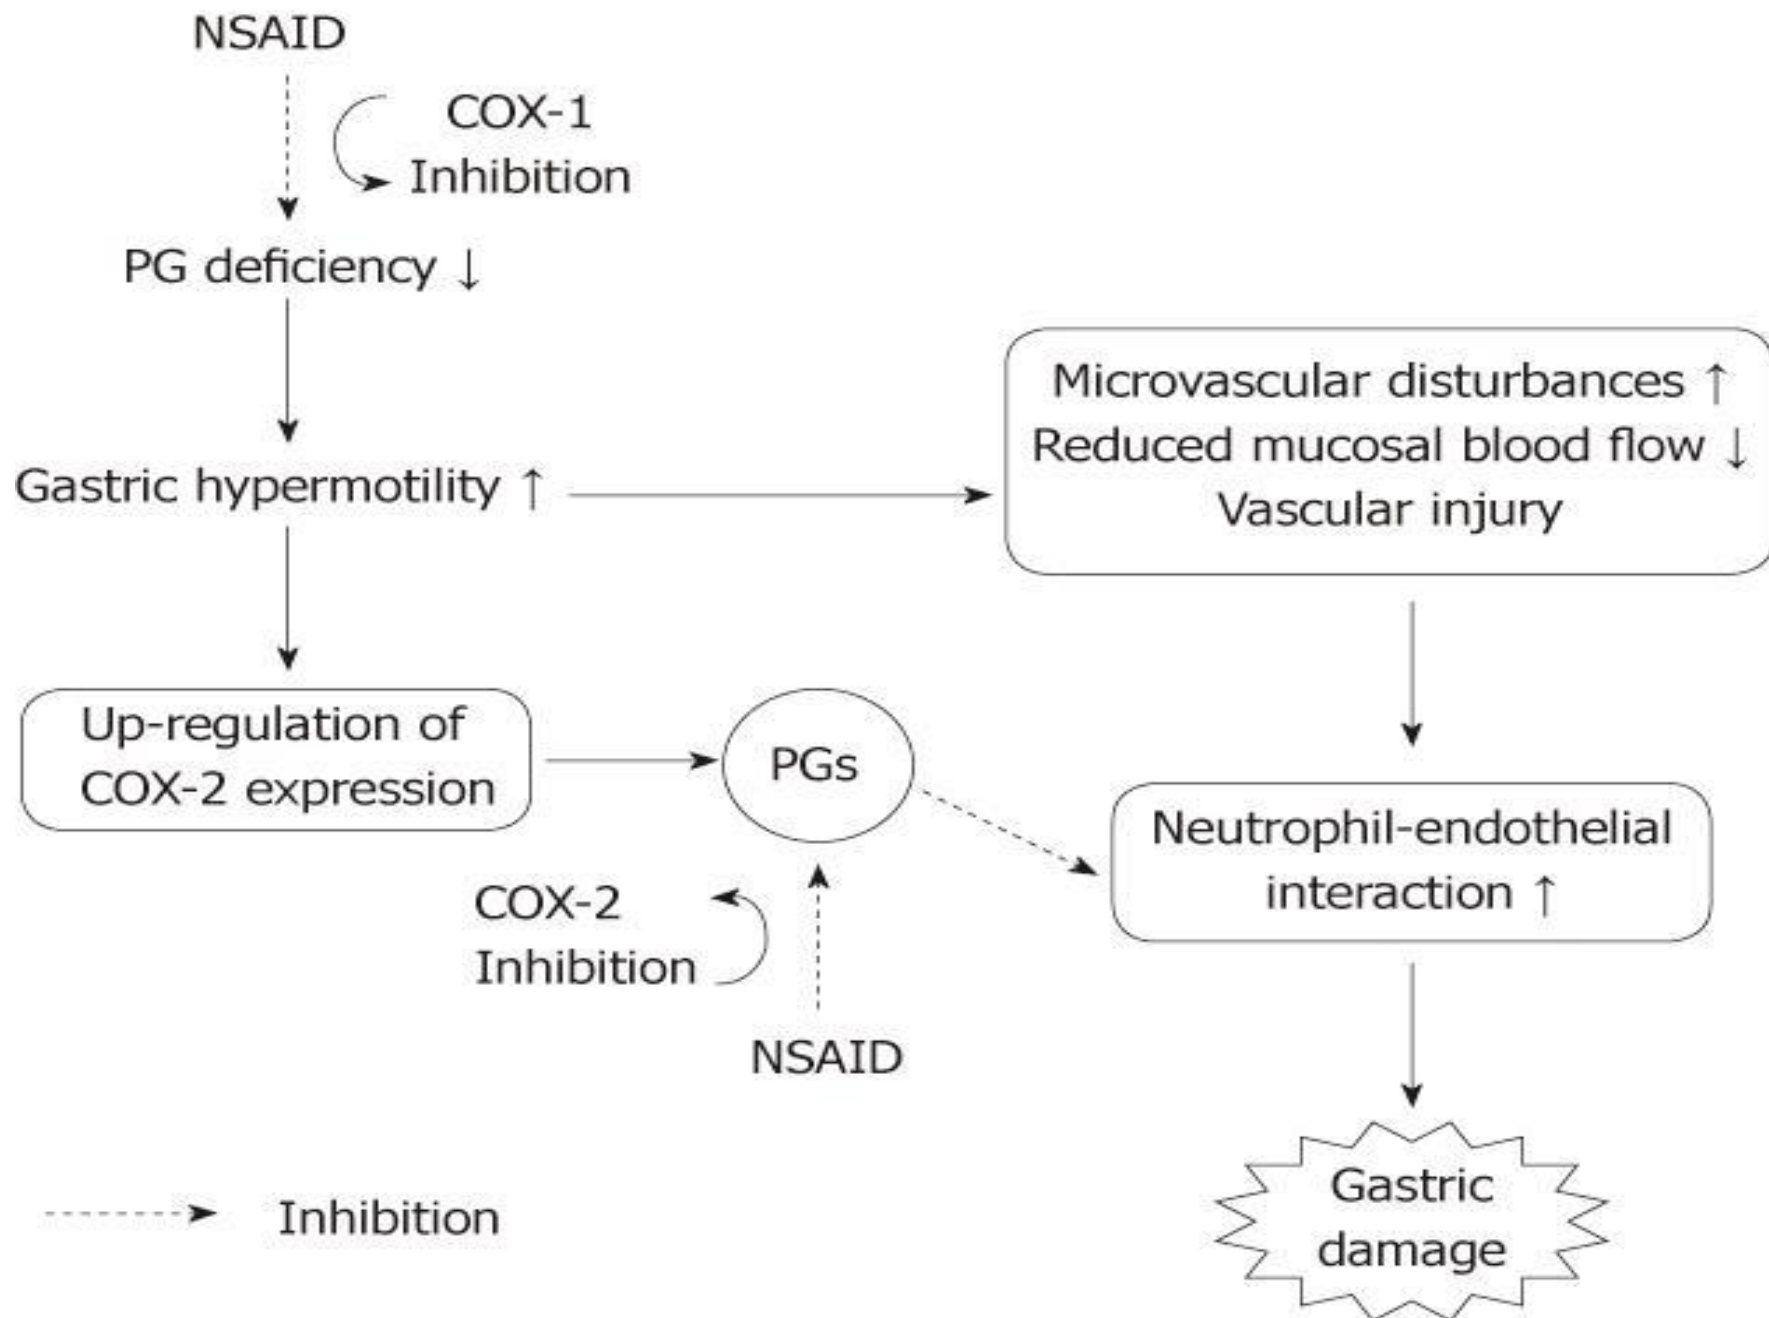 NSAID
COX-1
Inhibition
PG deficiency ↓
Gastric hypermotility ↑
Microvascular disturbances ↑
Reduced mucosal blood flow ↓
Vascular injury
Up-regulation of
COX-2 expression
PGs
Neutrophil-endothelial
interaction ↑
COX-2
Inhibition
NSAID
Gastric
damage
Inhibition